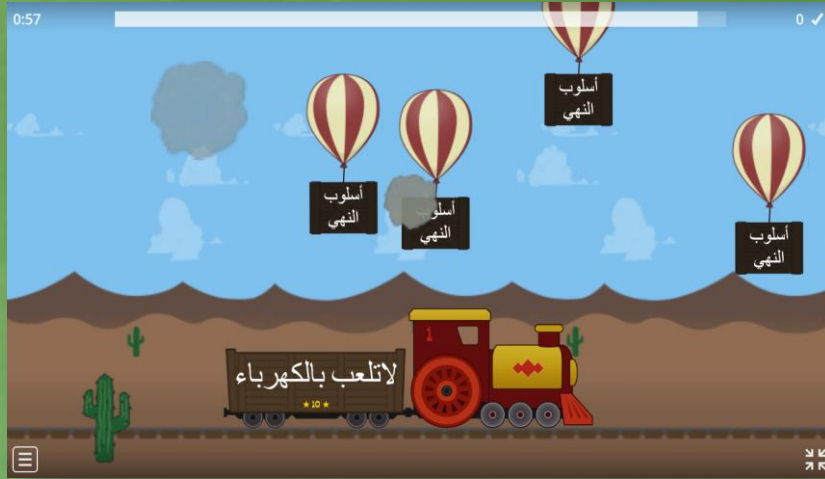 0:57
0
أسلوب
النهي
أسلوب
النهي
أسلوب
النهي
أسلوب
النهي
1
لاتلعب بالكهرباء
10